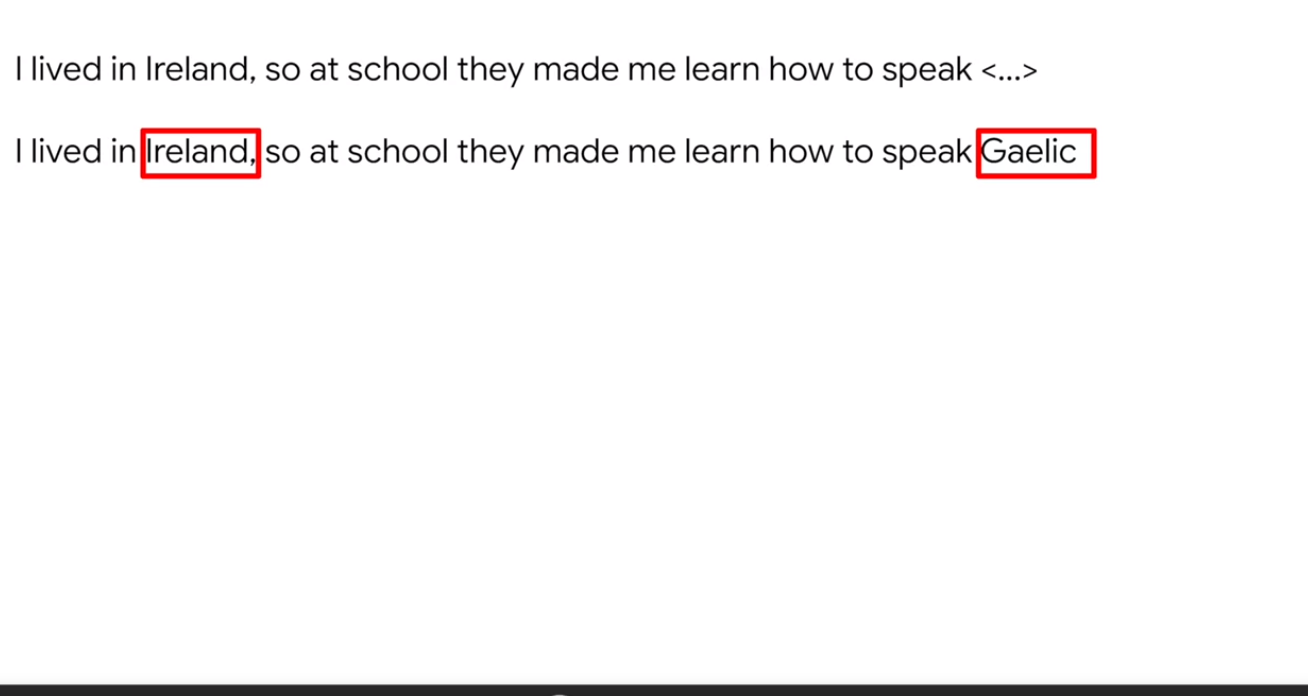 I lived in Ireland, so at school they made me learn how to speak <...>
I lived in Ireland, so at school they made me learn how to speak Gaelic